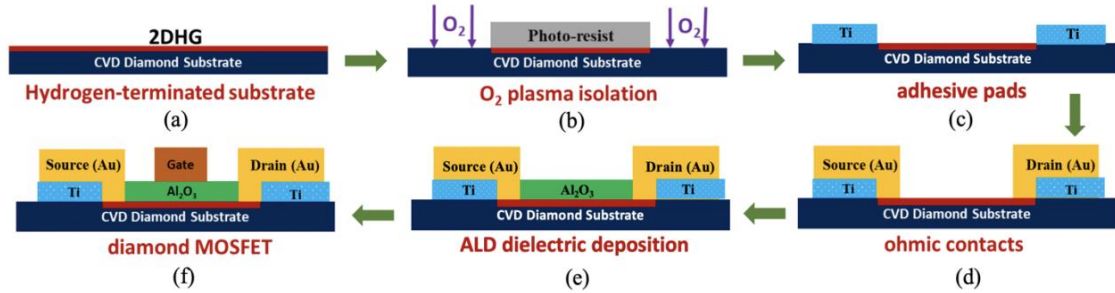 2DHG
CVD Diamond Substrate
Hydrogen-terminated substrate
(a)
O₂ O₂
Photo-resist
CVD Diamond Substrate
O₂ plasma isolation
(b)
Ti Ti
CVD Diamond Substrate
adhesive pads
(c)
Source (Au) Drain (Au)
Ti Ti
CVD Diamond Substrate
ohmic contacts
(d)
Source (Au) Drain (Au)
Ti Al₂O₃ Ti
CVD Diamond Substrate
ALD dielectric deposition
(e)
Source (Au) Gate Drain (Au)
Ti Al₂O₃ Ti
CVD Diamond Substrate
diamond MOSFET
(f)